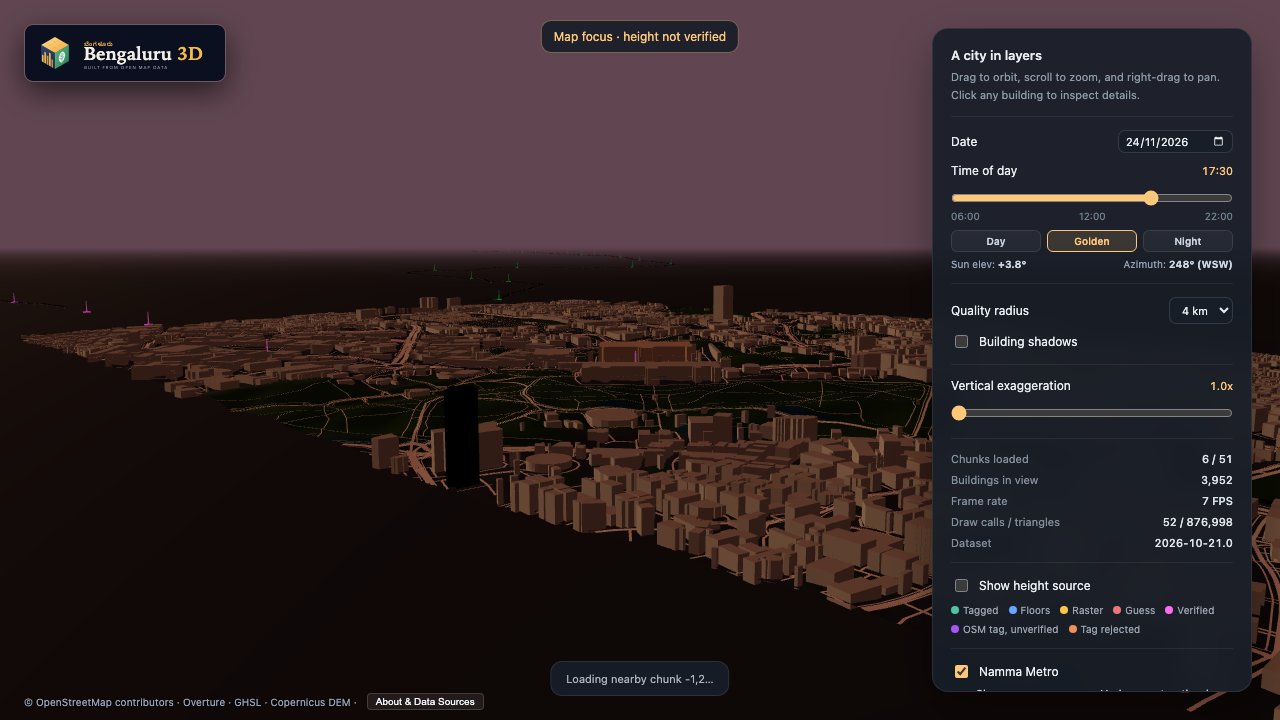 ಬೆಂಗಳೂರು
Bengaluru 3D
BUILT FROM OPEN MAP DATA
Map focus · height not verified
A city in layers
Drag to orbit, scroll to zoom, and right-drag to pan.
Click any building to inspect details.
Date 24/11/2026
Time of day 17:30
06:00 12:00 22:00
Day Golden Night
Sun elev: +3.8° Azimuth: 248° (WSW)
Quality radius 4 km
Building shadows
Vertical exaggeration 1.0x
Chunks loaded 6 / 51
Buildings in view 3,952
Frame rate 7 FPS
Draw calls / triangles 52 / 876,998
Dataset 2026-10-21.0
Show height source
Tagged Floors Raster Guess Verified
OSM tag, unverified Tag rejected
Namma Metro
Loading nearby chunk -1,2...
© OpenStreetMap contributors · Overture · GHSL · Copernicus DEM · About & Data Sources